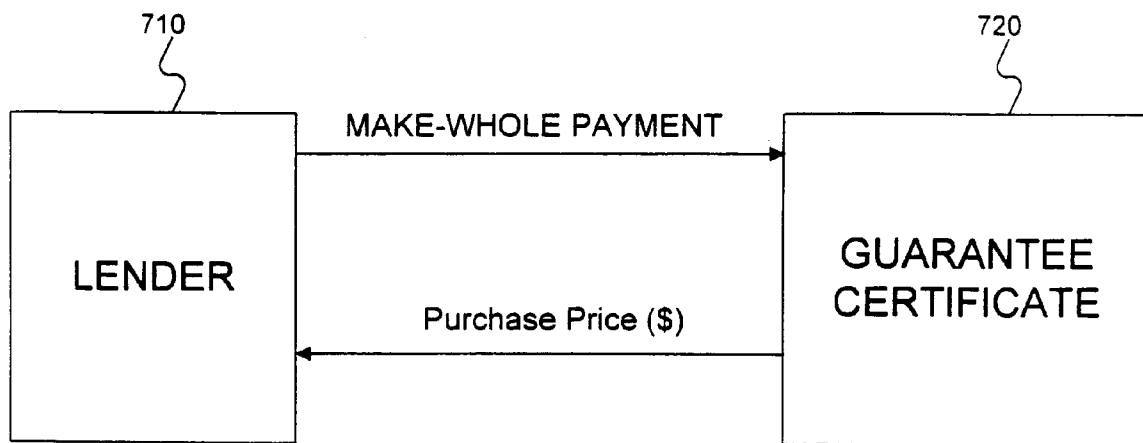 710
720
MAKE-WHOLE PAYMENT
LENDER
GUARANTEE
CERTIFICATE
Purchase Price ($)